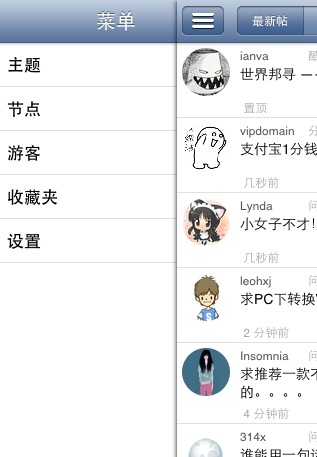 菜单
主题
节点
游客
收藏夹
设置
最新帖
ianva
世界邦寻 一
置顶
vipdomain 分
支付宝1分钱
几秒前
Lynda 问
小女子不才！
几秒前
leohxj 问
求PC下转换
2 分钟前
Insomnia 问
求推荐一款不
的。。。。
4 分钟前
314x 问
谁能用一句话